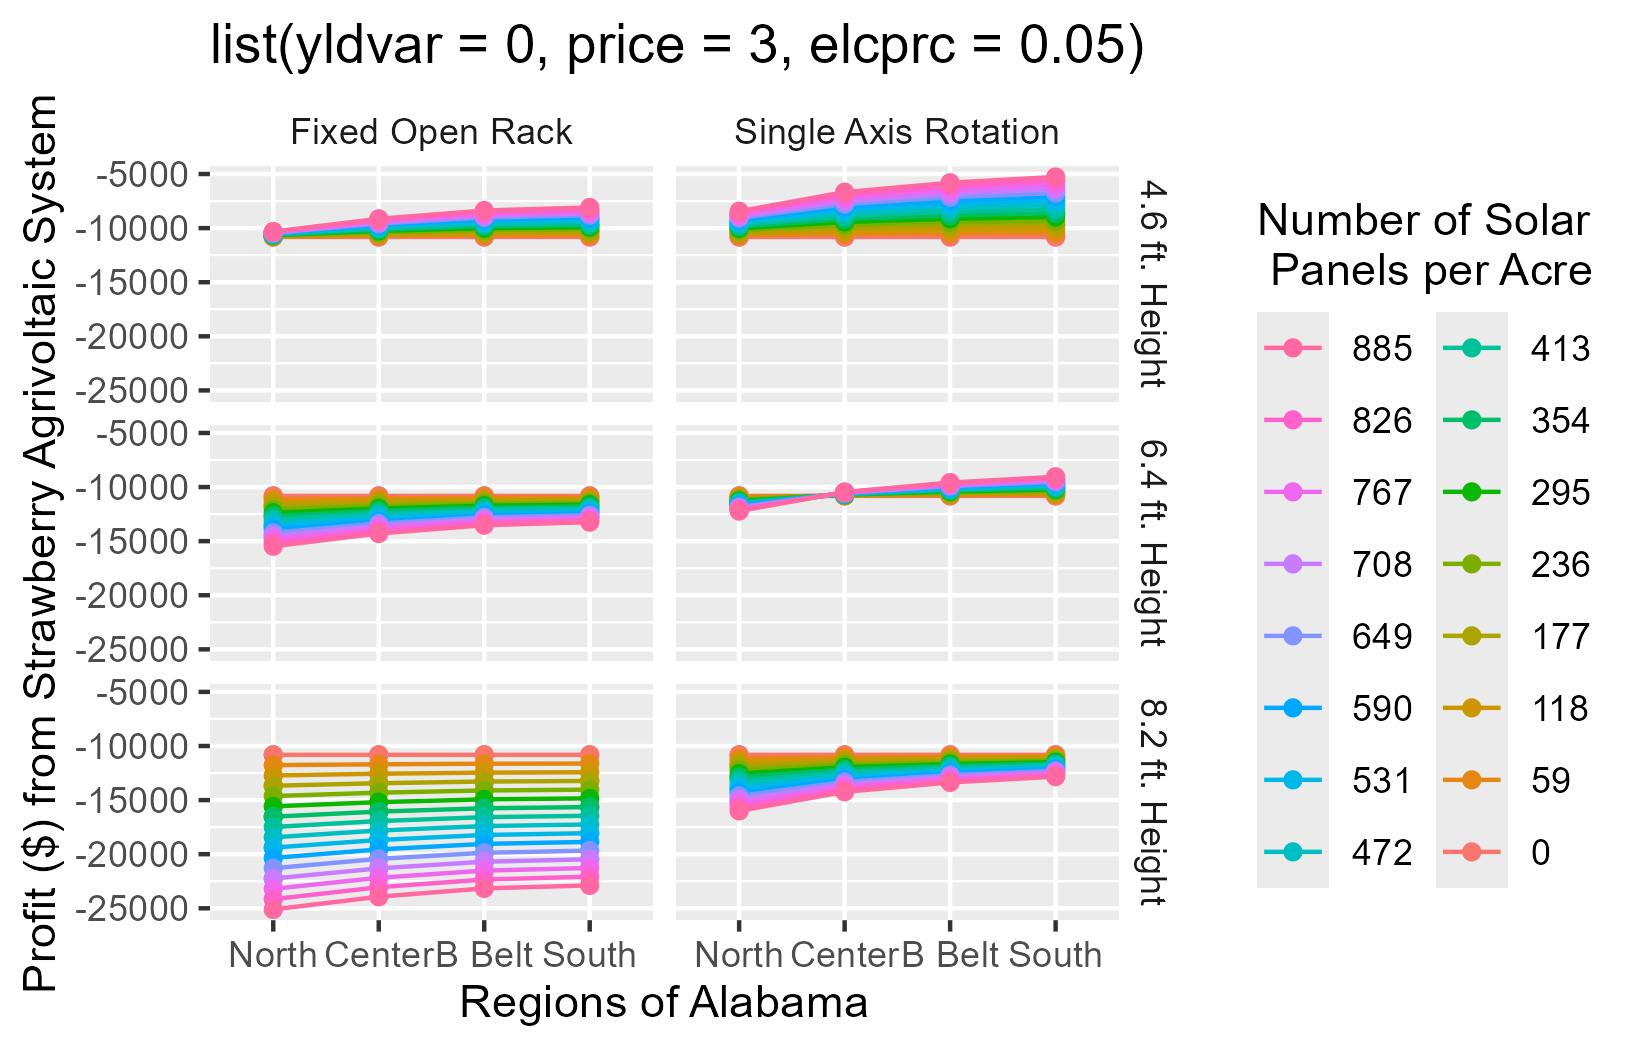 list(yldvar = 0, price = 3, elcprc = 0.05)
Profit ($) from Strawberry Agrivoltaic System
Fixed Open Rack
Single Axis Rotation
-5000
-10000
-15000
-20000
-25000
4.6 ft. Height
-5000
-10000
-15000
-20000
-25000
6.4 ft. Height
-5000
-10000
-15000
-20000
-25000
8.2 ft. Height
North Center B Belt South
North Center B Belt South
Regions of Alabama
Number of Solar
Panels per Acre
885
826
767
708
649
590
531
472
413
354
295
236
177
118
59
0